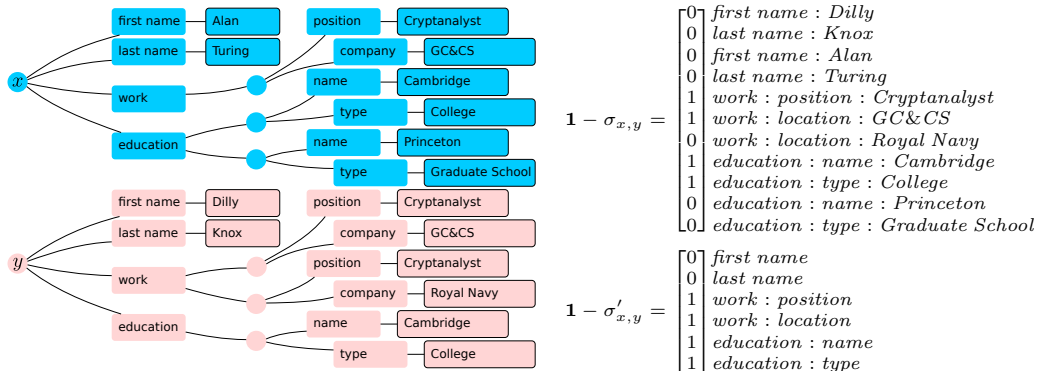 first name Alan position Cryptanalyst
last name Turing company GC&CS
x name Cambridge
work
type College
education name Princeton
type Graduate School
first name Dilly position Cryptanalyst
last name Knox company GC&CS
y position Cryptanalyst
work
company Royal Navy
education name Cambridge
type College
1 − σx,y =
0 first name : Dilly
0 last name : Knox
0 first name : Alan
0 last name : Turing
1 work : position : Cryptanalyst
1 work : location : GC&CS
0 work : location : Royal Navy
1 education : name : Cambridge
1 education : type : College
0 education : name : Princeton
0 education : type : Graduate School
1 − σ′x,y =
0 first name
0 last name
1 work : position
1 work : location
1 education : name
1 education : type